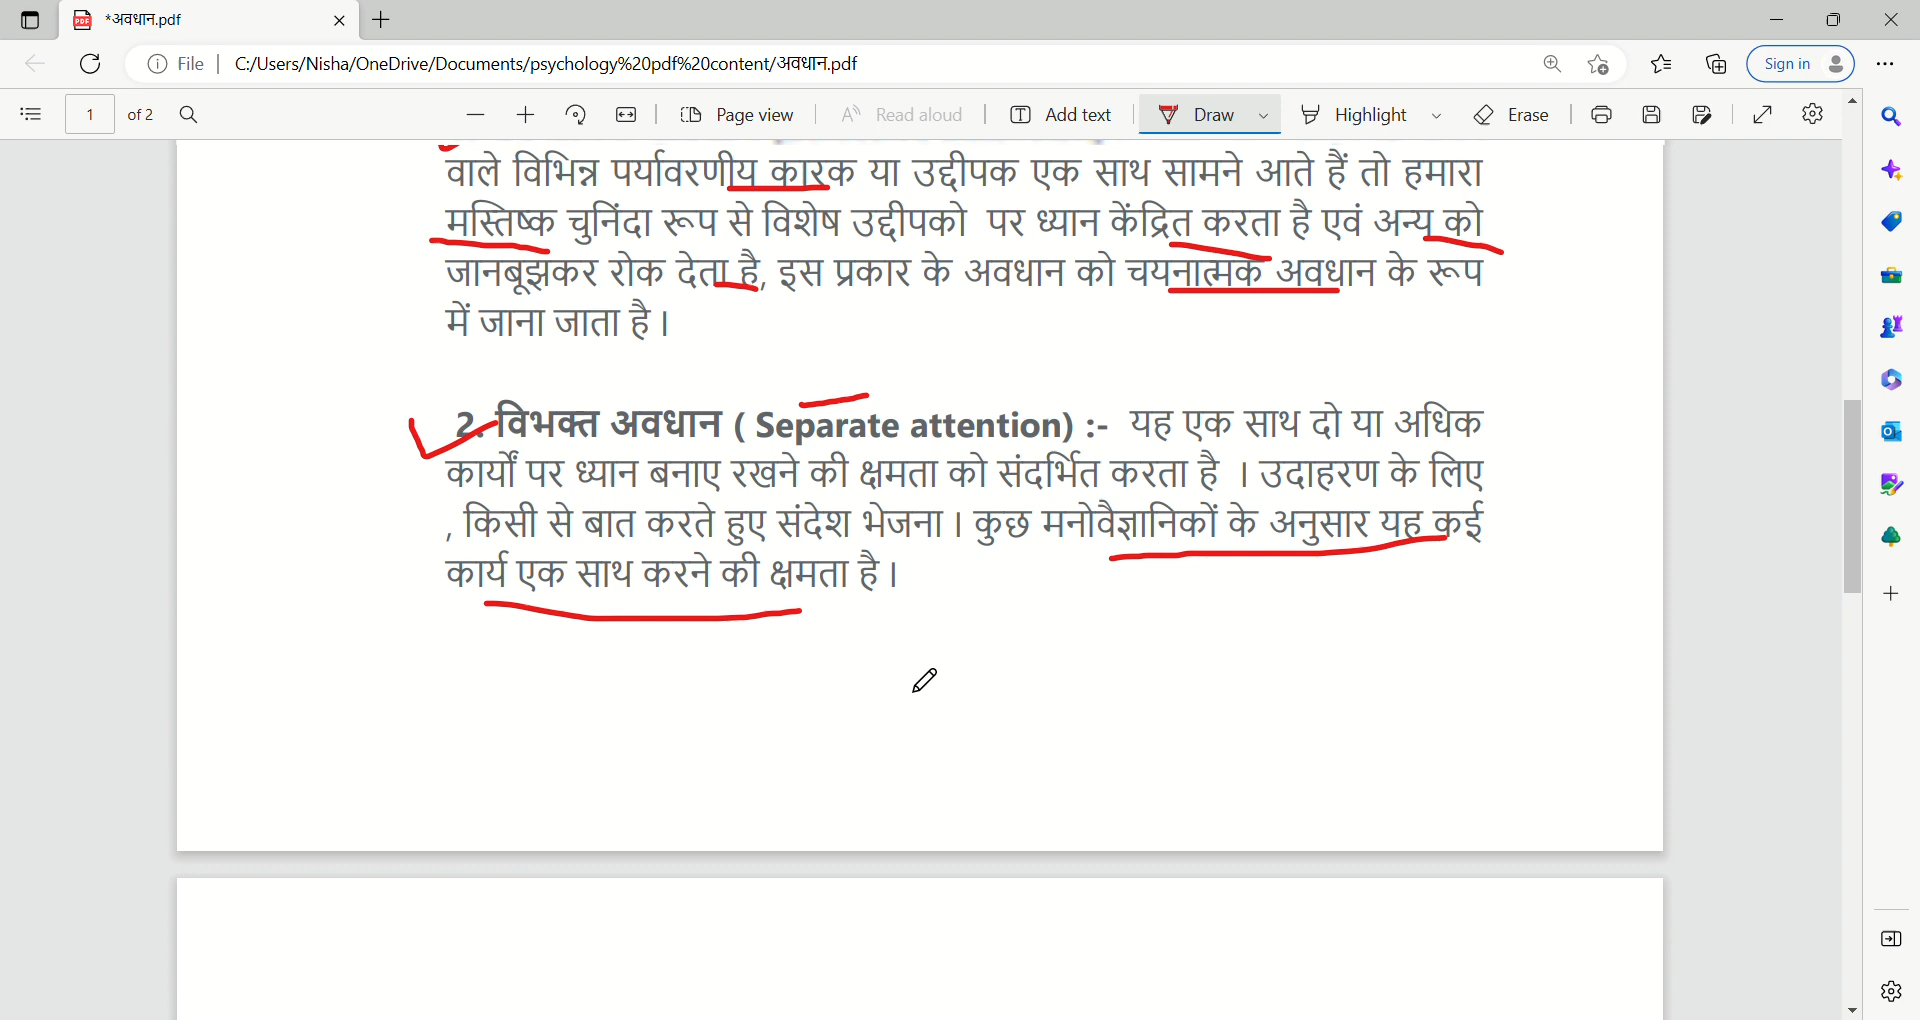 *अवधान.pdf
File
C:/Users/Nisha/OneDrive/Documents/psychology%20pdf%20content/अवधान.pdf
Sign in
1 of 2
Page view
Read aloud
Add text
Draw
Highlight
Erase
वाले विभिन्न पर्यावरणीय कारक या उद्दीपक एक साथ सामने आते हैं तो हमारा
मस्तिष्क चुनिंदा रूप से विशेष उद्दीपको पर ध्यान केंद्रित करता है एवं अन्य को
जानबूझकर रोक देता है, इस प्रकार के अवधान को चयनात्मक अवधान के रूप
में जाना जाता है ।
2. विभक्त अवधान ( Separate attention) :- यह एक साथ दो या अधिक
कार्यों पर ध्यान बनाए रखने की क्षमता को संदर्भित करता है । उदाहरण के लिए
, किसी से बात करते हुए संदेश भेजना । कुछ मनोवैज्ञानिकों के अनुसार यह कई
कार्य एक साथ करने की क्षमता है ।